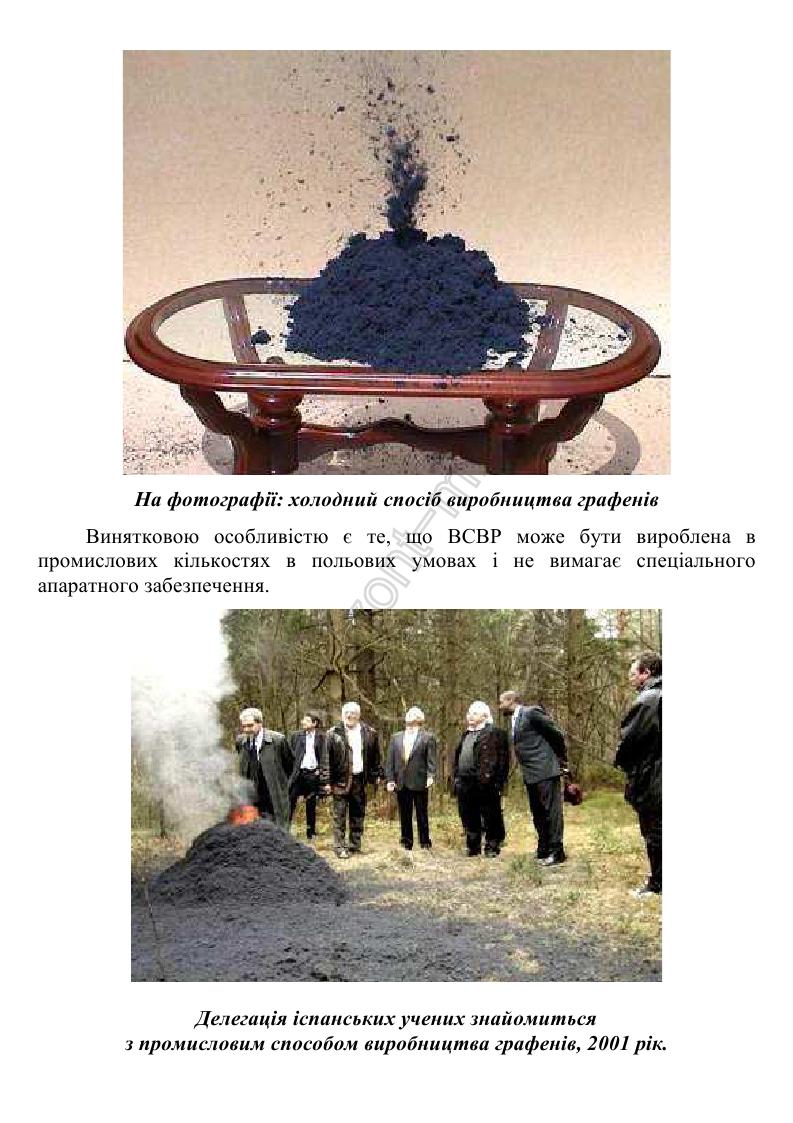 На фотографії: холодний спосіб виробництва графенів
Винятковою особливістю є те, що ВСВР може бути вироблена в
промислових кількостях в польових умовах і не вимагає спеціального
апаратного забезпечення.
zont-m
Делегація іспанських учених знайомиться
з промисловим способом виробництва графенів, 2001 рік.